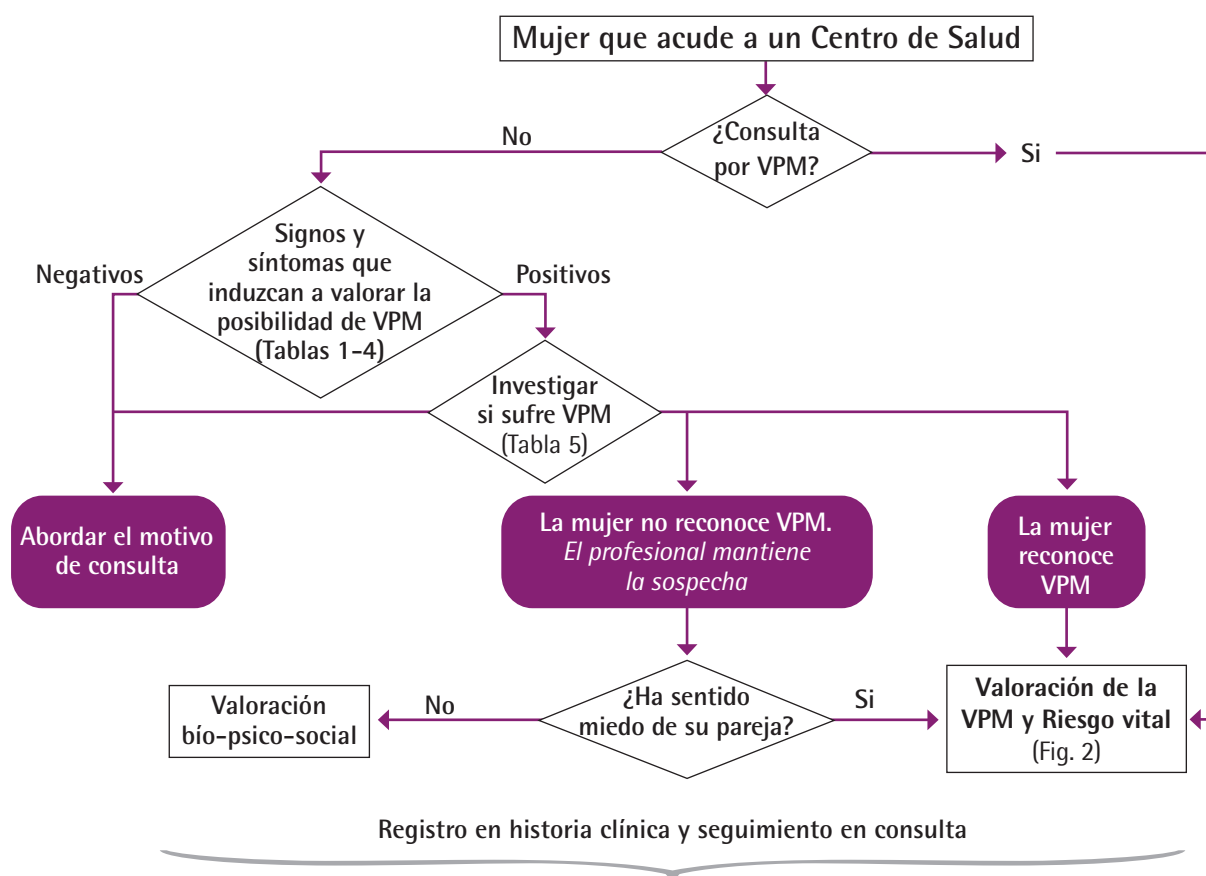 Mujer que acude a un Centro de Salud
¿Consulta
por VPM?
No
Si
Signos y
síntomas que
induzcan a valorar la
posibilidad de VPM
(Tablas 1-4)
Negativos
Positivos
Investigar
si sufre VPM
(Tabla 5)
Abordar el motivo
de consulta
La mujer no reconoce VPM.
El profesional mantiene
la sospecha
La mujer
reconoce
VPM
Valoración
bío-psico-social
No
¿Ha sentido
miedo de su pareja?
Si
Valoración de la
VPM y Riesgo vital
(Fig. 2)
Registro en historia clínica y seguimiento en consulta